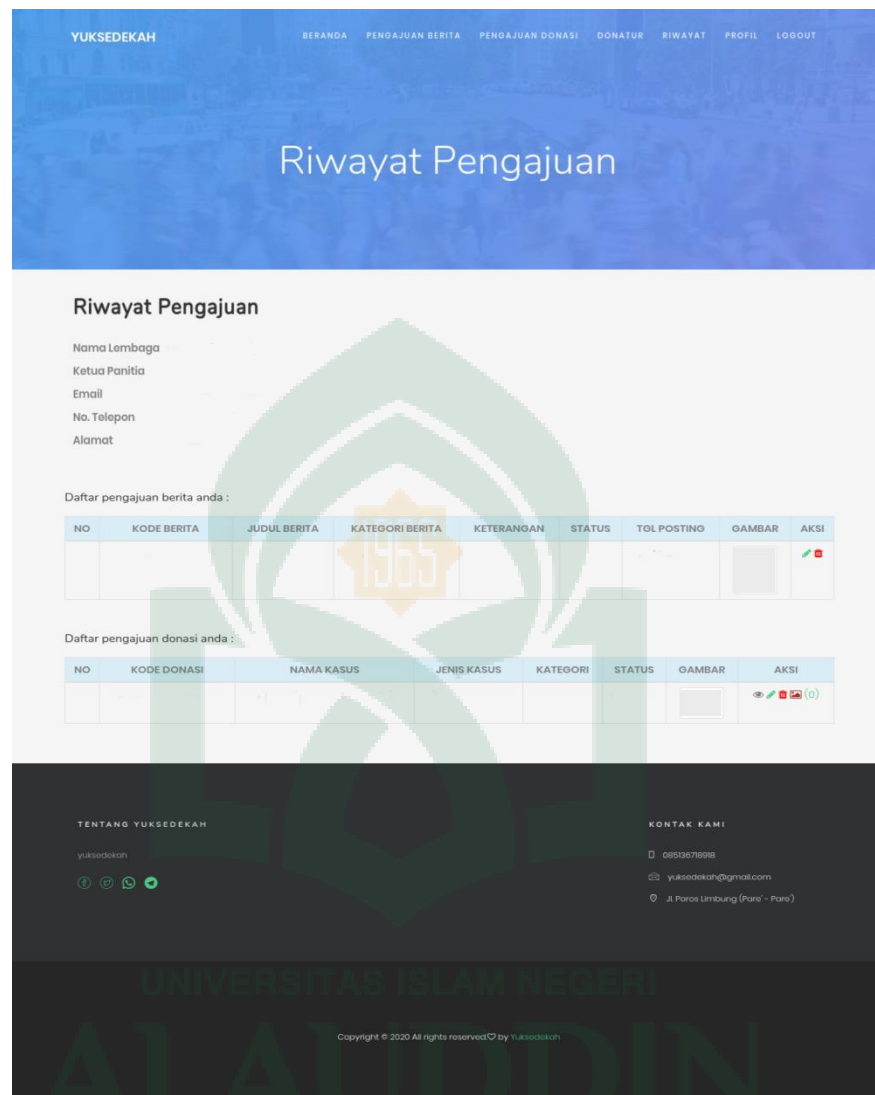 YUKSEDEKAH BERANDA PENGAJUAN BERITA PENGAJUAN DONASI DONATUR RIWAYAT PROFIL LOGOUT
Riwayat Pengajuan
Riwayat Pengajuan
Nama Lembaga
Ketua Panitia
Email
No. Telepon
Alamat
Daftar pengajuan berita anda :
NO KODE BERITA JUDUL BERITA KATEGORI BERITA KETERANGAN STATUS TGL POSTING GAMBAR AKSI
1965
Daftar pengajuan donasi anda :
NO KODE DONASI NAMA KASUS JENIS KASUS KATEGORI STATUS GAMBAR AKSI
(0)
TENTANG YUKSEDEKAH
yuksedekah
KONTAK KAMI
085136718918
yuksedekah@gmail.com
Jl. Poros Limbung (Pare' - Pare')
UNIVERSITAS ISLAM NEGERI
Copyright © 2020 All rights reserved by Yuksedekah
ALAUDDIN